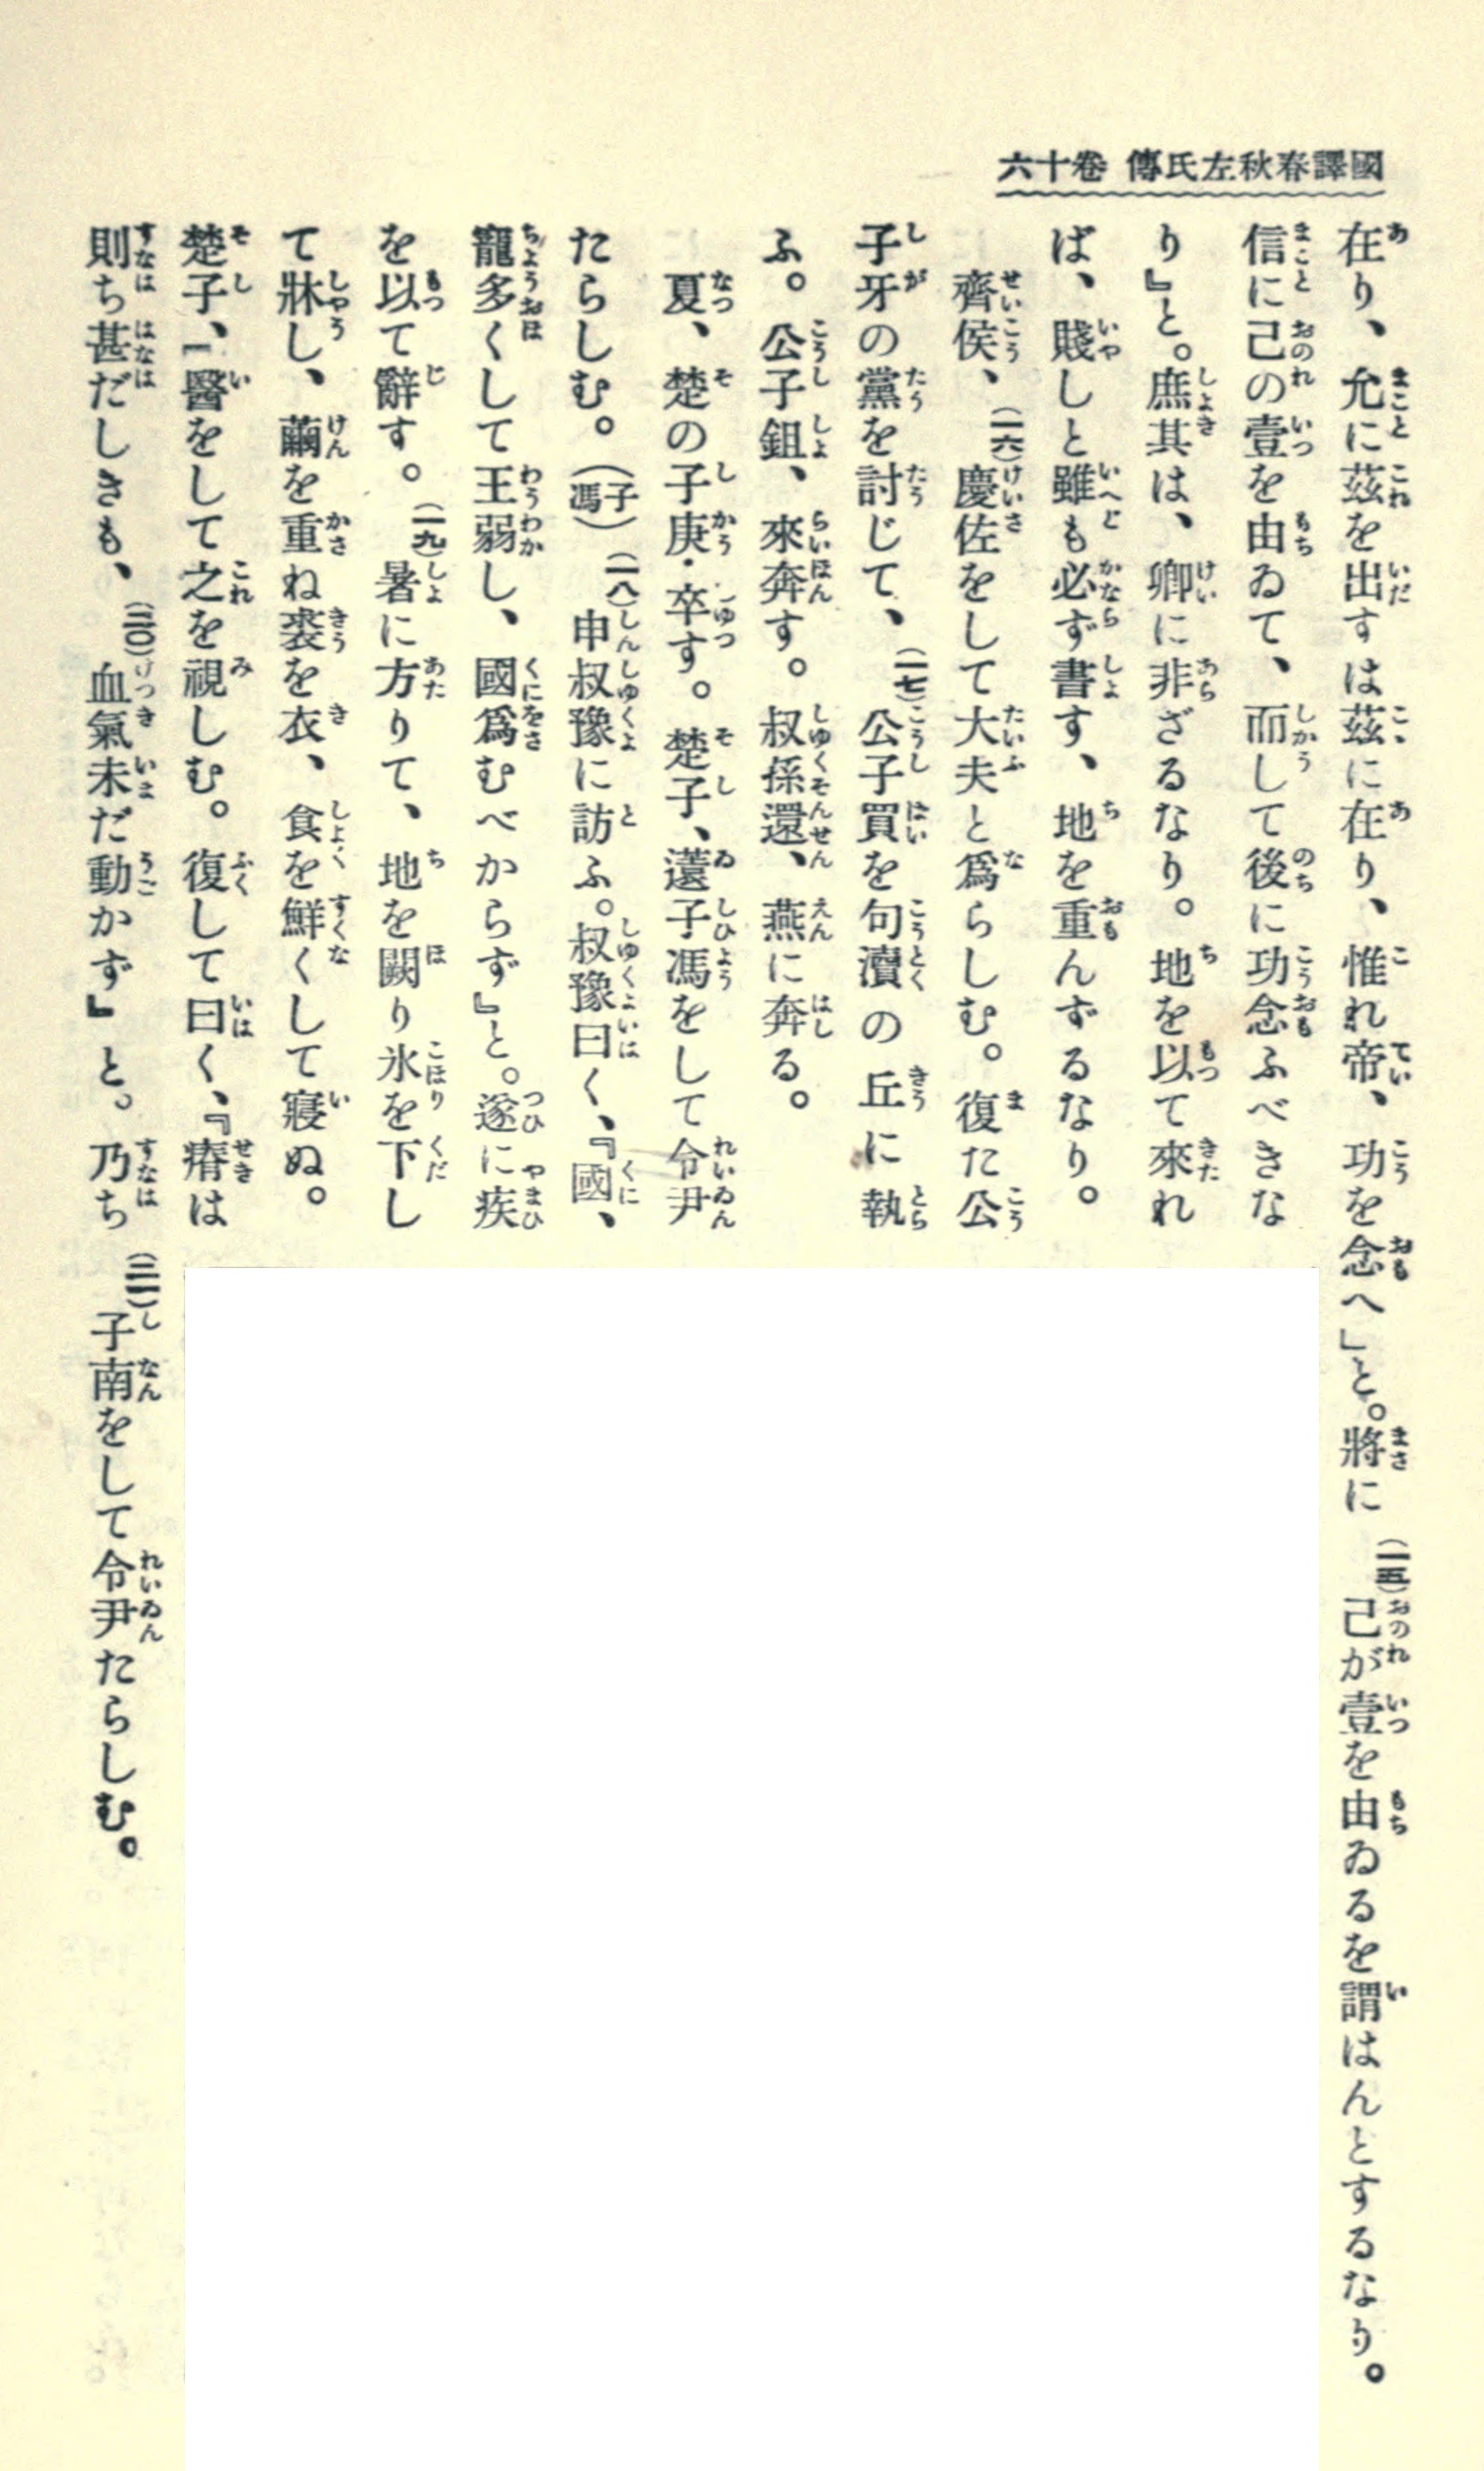 國譯春秋左氏傳 卷十六
在り、允に茲を出すは茲に在り、惟れ帝、功を念へ」と。將に(一五)己が壹を由ゐるを謂はんとするなり。
信に己の壹を由ゐて、而して後に功念ふべきな
り』と。庶其は、卿に非ざるなり。地を以て來れ
ば、賤しと雖も必ず書す、地を重んずるなり。
齊侯、(一六)慶佐をして大夫と爲らしむ。復た公
子牙の黨を討じて、(一七)公子買を句瀆の丘に執
ふ。公子鉏、來奔す。叔孫還、燕に奔る。
夏、楚の子庚・卒す。楚子、薳子馮をして令尹
たらしむ。(子馮)(一八)申叔豫に訪ふ。叔豫曰く、『國、
寵多くして王弱し、國爲むべからず』と。遂に疾
を以て辭す。(一九)暑に方りて、地を闕り氷を下し
て牀し、繭を重ね裘を衣、食を鮮くして寢ぬ。
楚子、醫をして之を視しむ。復して曰く、『瘠は
則ち甚だしきも、(二〇)血氣未だ動かず』と。乃ち(二一)子南をして令尹たらしむ。